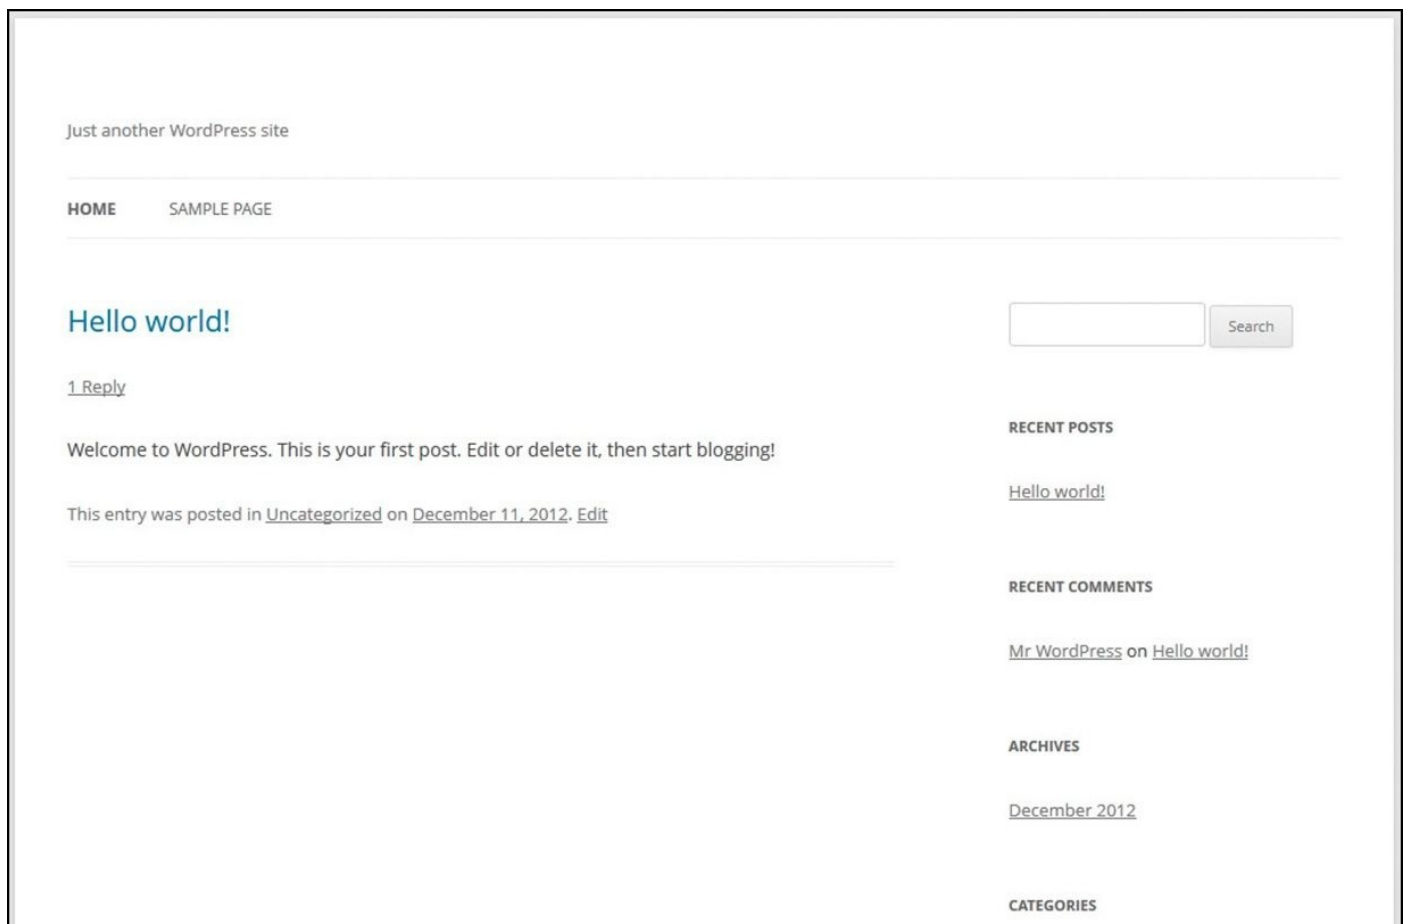 Just another WordPress site
HOME SAMPLE PAGE
Hello world!
1 Reply
Welcome to WordPress. This is your first post. Edit or delete it, then start blogging!
This entry was posted in Uncategorized on December 11, 2012. Edit
Search
RECENT POSTS
Hello world!
RECENT COMMENTS
Mr WordPress on Hello world!
ARCHIVES
December 2012
CATEGORIES